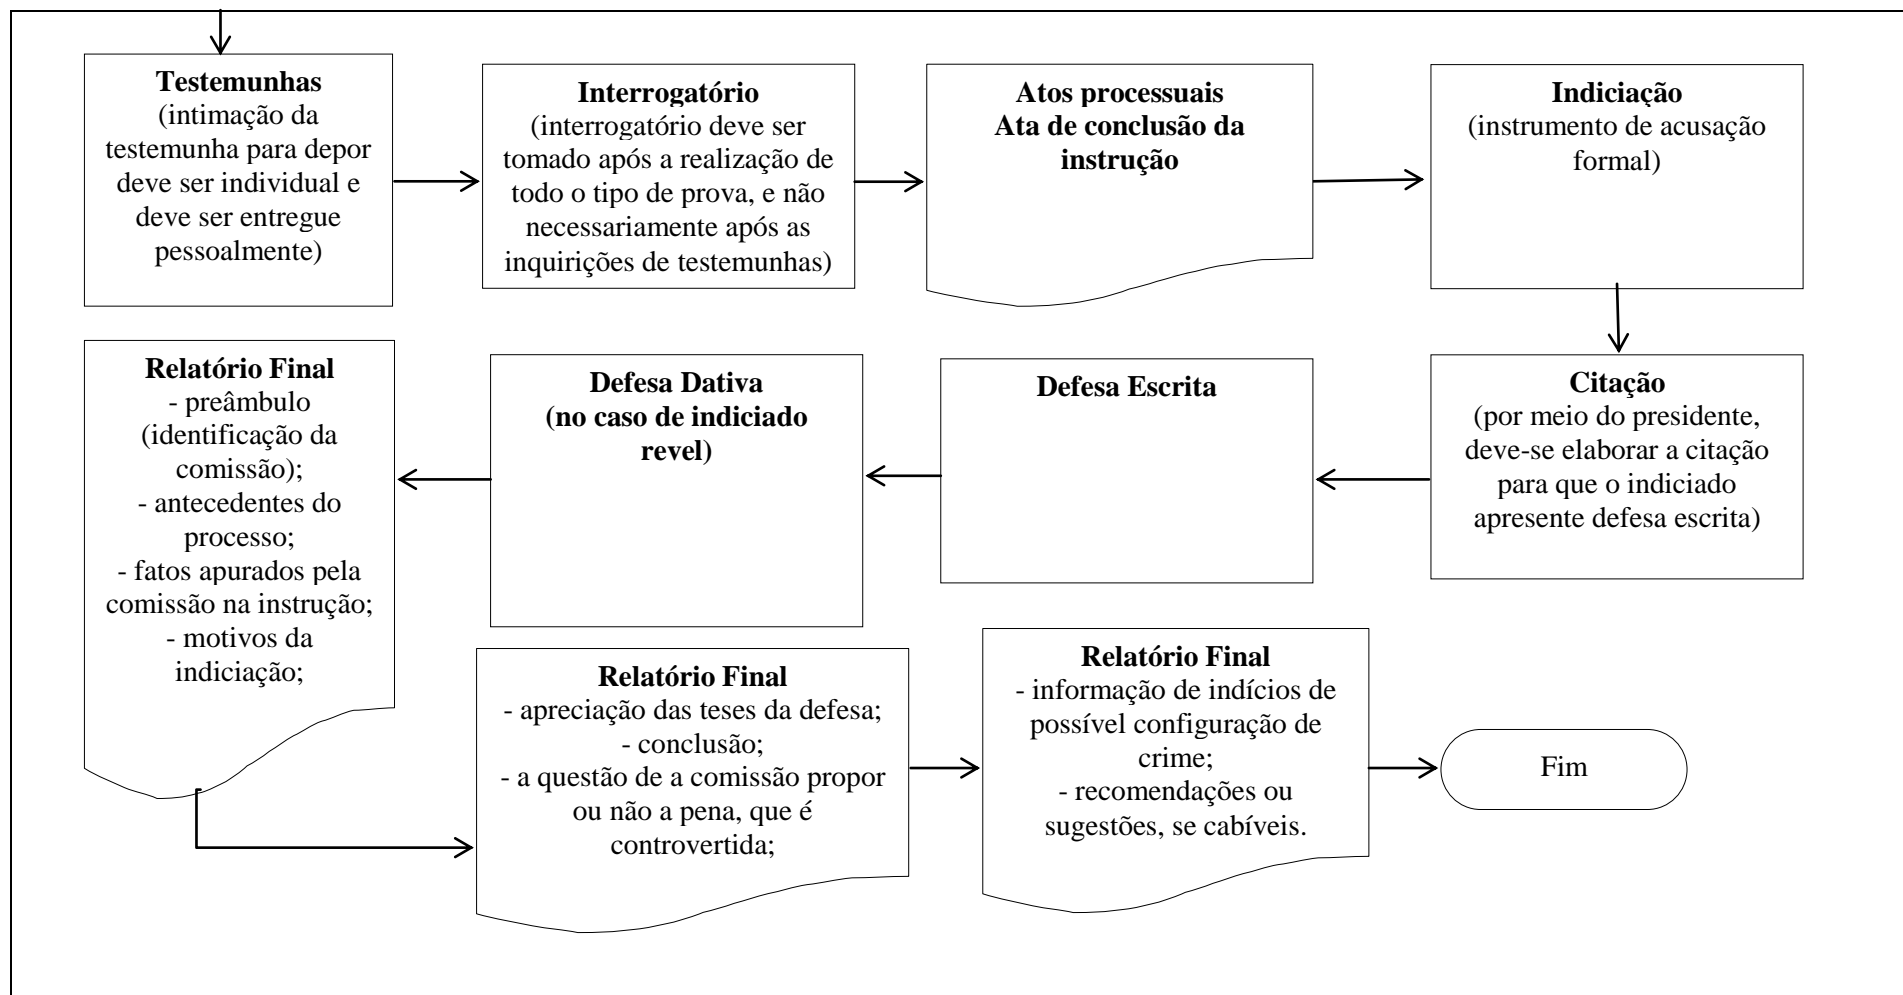 Testemunhas
(intimação da
testemunha para depor
deve ser individual e
deve ser entregue
pessoalmente)
Interrogatório
(interrogatório deve ser
tomado após a realização de
todo o tipo de prova, e não
necessariamente após as
inquirições de testemunhas)
Atos processuais
Ata de conclusão da
instrução
Indiciação
(instrumento de acusação
formal)
Citação
(por meio do presidente,
deve-se elaborar a citação
para que o indiciado
apresente defesa escrita)
Defesa Escrita
Defesa Dativa
(no caso de indiciado
revel)
Relatório Final
- preâmbulo
(identificação da
comissão);
- antecedentes do
processo;
- fatos apurados pela
comissão na instrução;
- motivos da
indiciação;
Relatório Final
- apreciação das teses da defesa;
- conclusão;
- a questão de a comissão propor
ou não a pena, que é
controvertida;
Relatório Final
- informação de indícios de
possível configuração de
crime;
- recomendações ou
sugestões, se cabíveis.
Fim